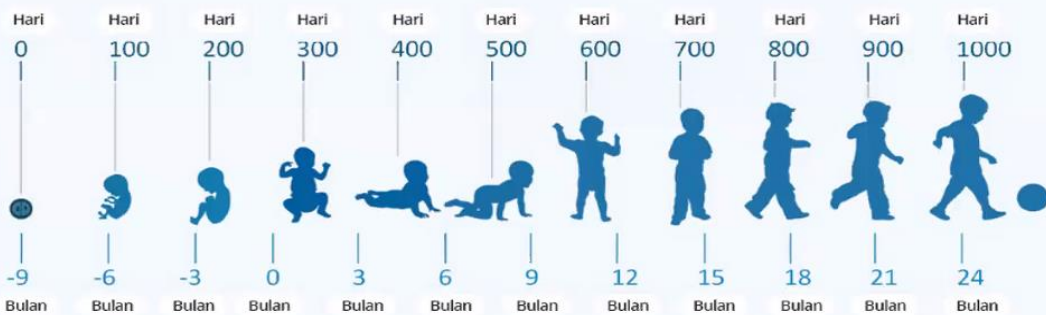 Hari Hari Hari Hari Hari Hari Hari Hari Hari Hari Hari
0 100 200 300 400 500 600 700 800 900 1000
-9 -6 -3 0 3 6 9 12 15 18 21 24
Bulan Bulan Bulan Bulan Bulan Bulan Bulan Bulan Bulan Bulan Bulan Bulan